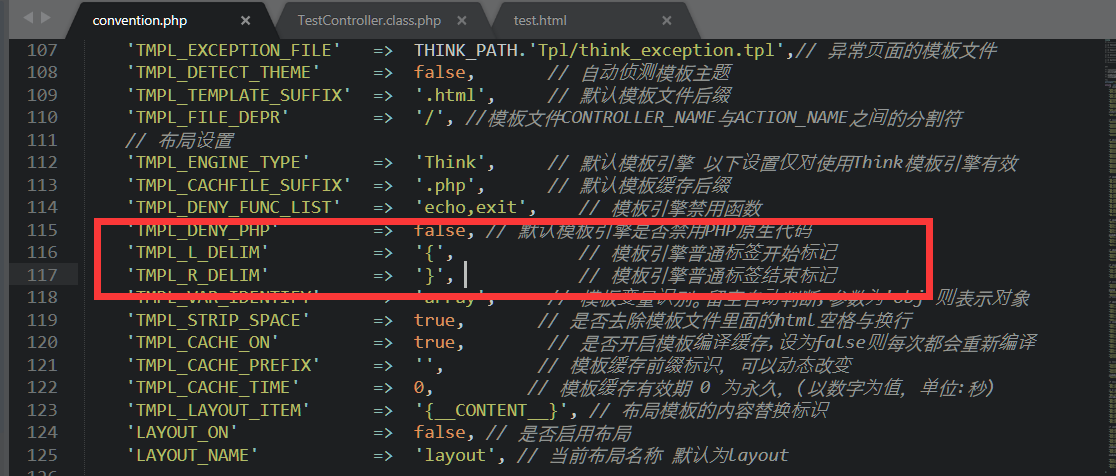 convention.php × TestController.class.php × test.html ×
107 'TMPL_EXCEPTION_FILE' => THINK_PATH.'Tpl/think_exception.tpl',// 异常页面的模板文件
108 'TMPL_DETECT_THEME' => false, // 自动侦测模板主题
109 'TMPL_TEMPLATE_SUFFIX' => '.html', // 默认模板文件后缀
110 'TMPL_FILE_DEPR' => '/', //模板文件CONTROLLER_NAME与ACTION_NAME之间的分割符
111 // 布局设置
112 'TMPL_ENGINE_TYPE' => 'Think', // 默认模板引擎 以下设置仅对使用Think模板引擎有效
113 'TMPL_CACHFILE_SUFFIX' => '.php', // 默认模板缓存后缀
114 'TMPL_DENY_FUNC_LIST' => 'echo,exit', // 模板引擎禁用函数
115 'TMPL_DENY_PHP' => false, // 默认模板引擎是否禁用PHP原生代码
116 'TMPL_L_DELIM' => '{', // 模板引擎普通标签开始标记
117 'TMPL_R_DELIM' => '}', // 模板引擎普通标签结束标记
118 'TMPL_VAR_IDENTIFY' => 'array', // 模板变量识别。留空自动判断,参数为'obj'则表示对象
119 'TMPL_STRIP_SPACE' => true, // 是否去除模板文件里面的html空格与换行
120 'TMPL_CACHE_ON' => true, // 是否开启模板编译缓存,设为false则每次都会重新编译
121 'TMPL_CACHE_PREFIX' => '', // 模板缓存前缀标识，可以动态改变
122 'TMPL_CACHE_TIME' => 0, // 模板缓存有效期 0 为永久，(以数字为值，单位:秒)
123 'TMPL_LAYOUT_ITEM' => '{__CONTENT__}', // 布局模板的内容替换标识
124 'LAYOUT_ON' => false, // 是否启用布局
125 'LAYOUT_NAME' => 'layout', // 当前布局名称 默认为layout
126